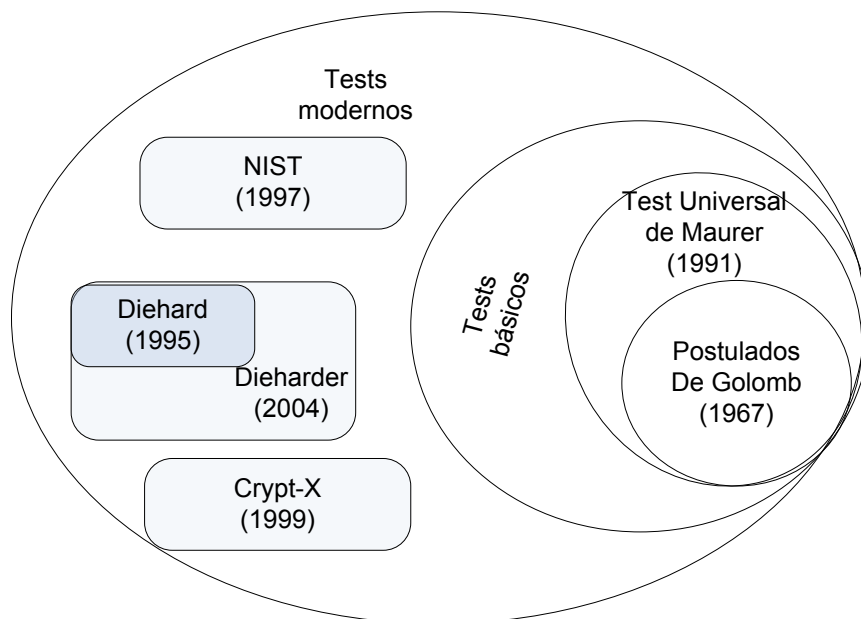 Tests
modernos
NIST
(1997)
Diehard
(1995)
Dieharder
(2004)
Crypt-X
(1999)
Tests
básicos
Test Universal
de Maurer
(1991)
Postulados
De Golomb
(1967)